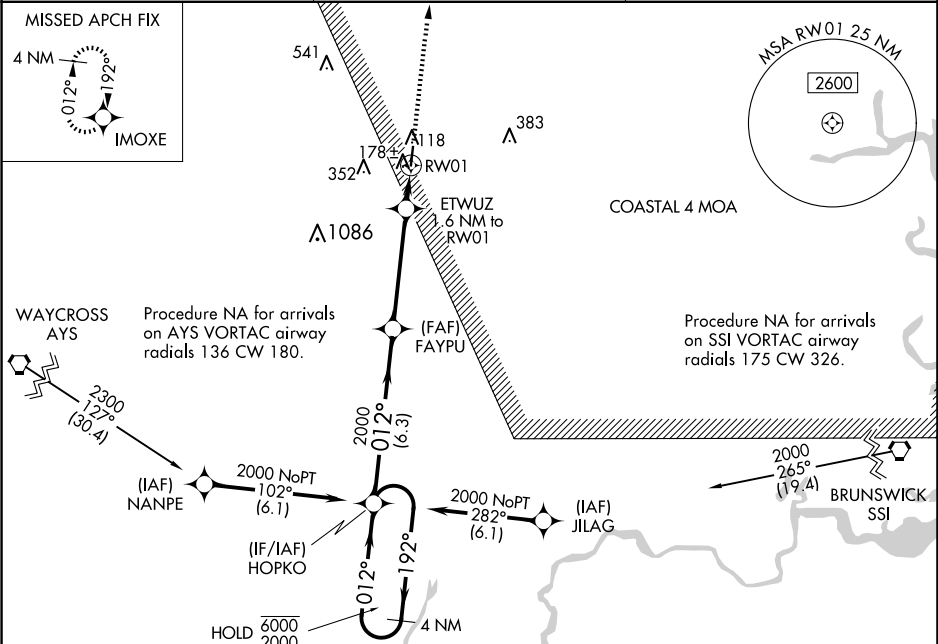 MISSED APCH FIX
4 NM
012°
192°
IMOXE
541
MSA RW01 25 NM
2600
118
383
178±
352
RW01
ETWUZ
1.6 NM to
RW01
COASTAL 4 MOA
1086
WAYCROSS
AYS
Procedure NA for arrivals
on AYS VORTAC airway
radials 136 CW 180.
(FAF)
FAYPU
Procedure NA for arrivals
on SSI VORTAC airway
radials 175 CW 326.
2300
127°
(30.4)
2000
012°
(6.3)
2000
265°
(19.4)
BRUNSWICK
SSI
(IAF)
NANPE
2000 NoPT
102°
(6.1)
2000 NoPT
282°
(6.1)
(IAF)
JILAG
(IF/IAF)
HOPKO
012°
192°
4 NM
HOLD 6000
2000